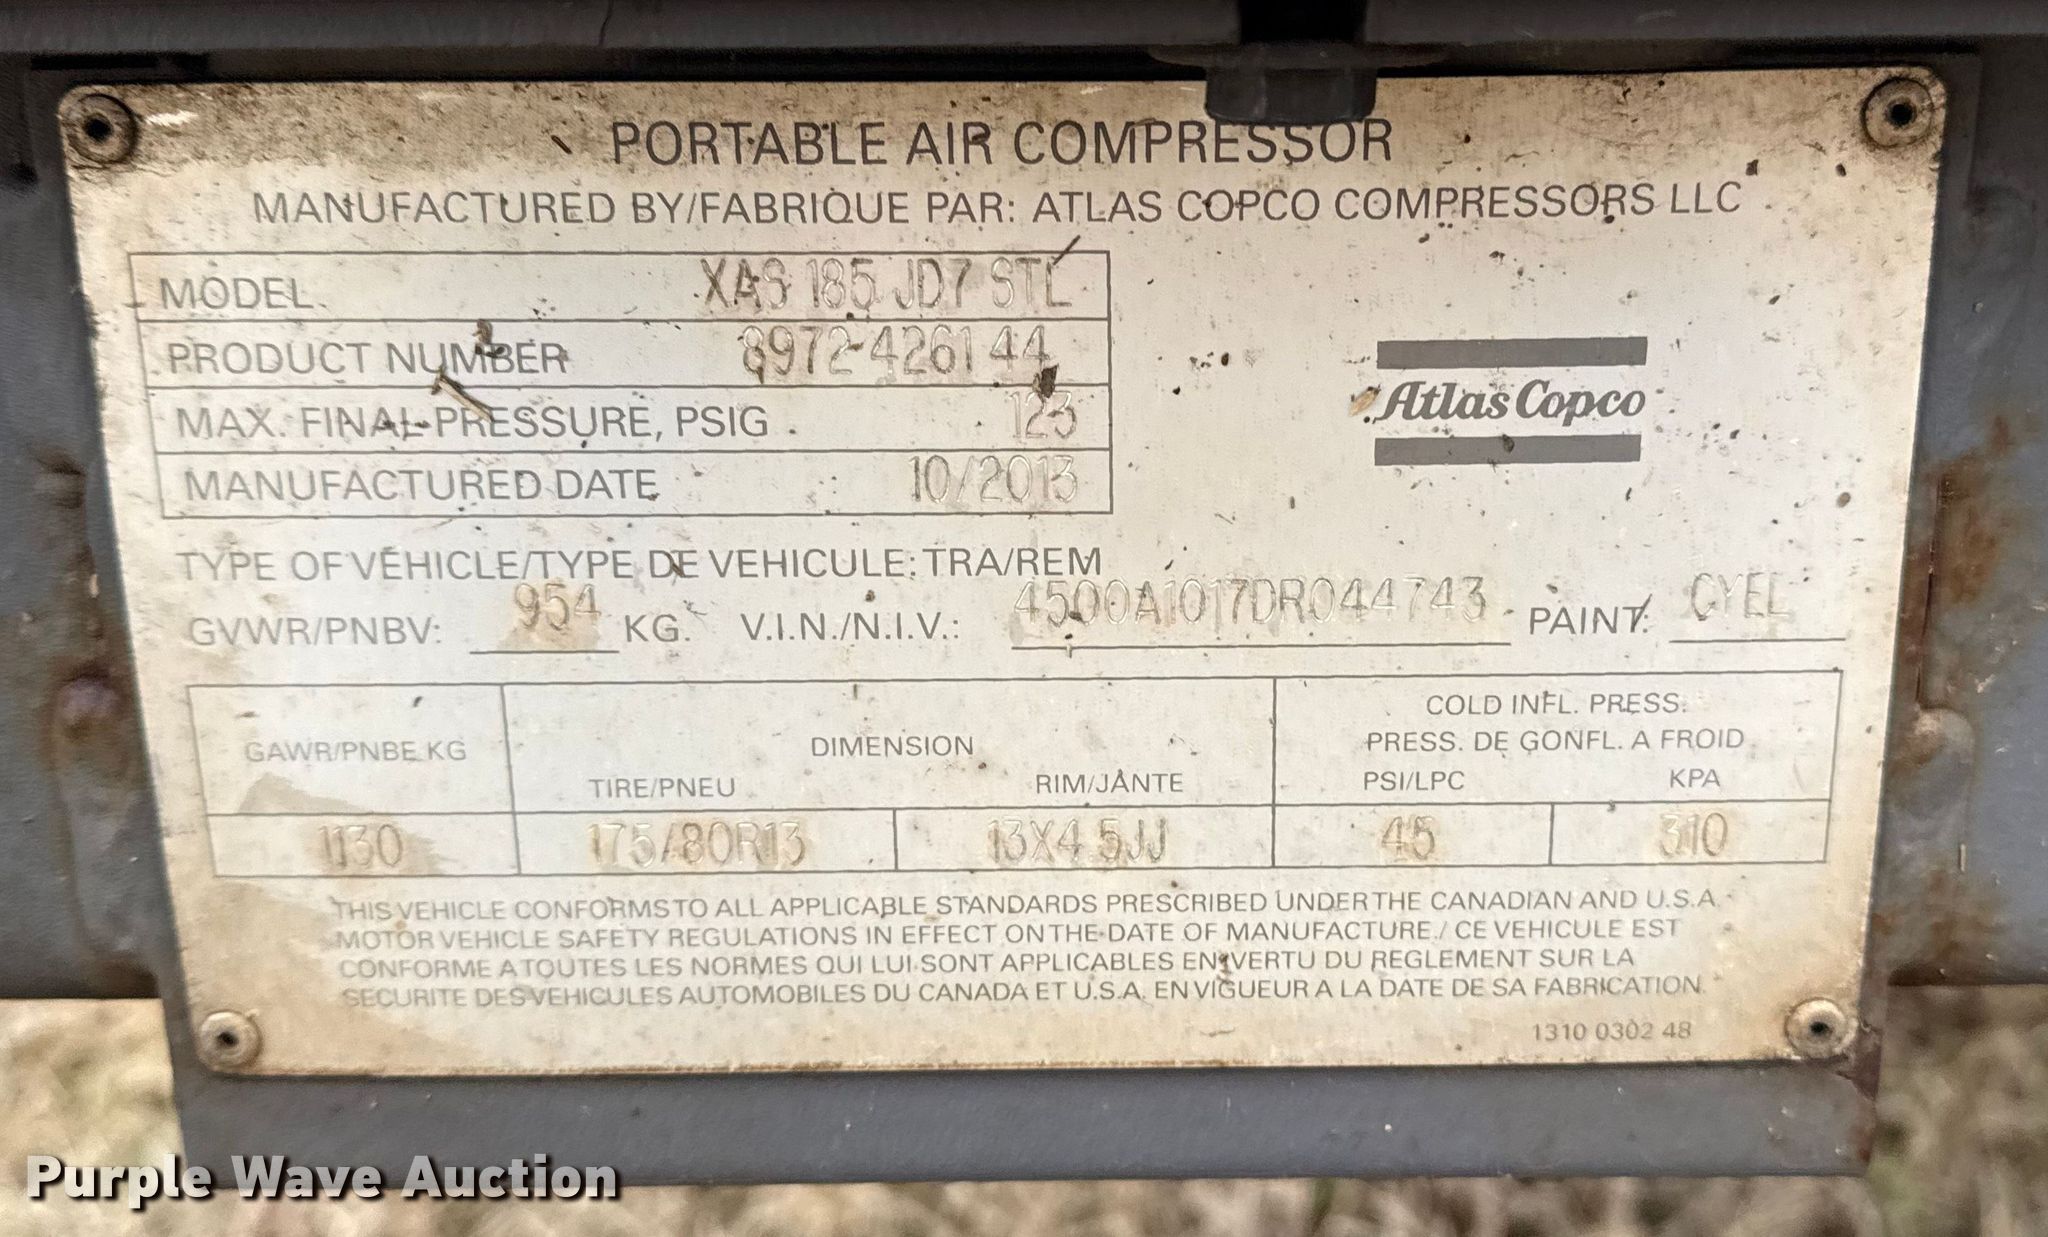 PORTABLE AIR COMPRESSOR
MANUFACTURED BY/FABRIQUE PAR: ATLAS COPCO COMPRESSORS LLC
MODEL XAS 185 JD7 STL
PRODUCT NUMBER 8972-4261 44
MAX. FINAL PRESSURE, PSIG 123
MANUFACTURED DATE 10/2013
Atlas Copco
TYPE OF VEHICLE/TYPE DE VEHICULE: TRA/REM
GVWR/PNBV: 954 KG. V.I.N./N.I.V.: 4500A1017DR044743 PAINT: CYEL
GAWR/PNBE KG
DIMENSION
TIRE/PNEU RIM/JANTE
COLD INFL. PRESS.
PRESS. DE GONFL. A FROID
PSI/LPC KPA
1130 175/80R13 13X4.5JJ 45 310
THIS VEHICLE CONFORMS TO ALL APPLICABLE STANDARDS PRESCRIBED UNDER THE CANADIAN AND U.S.A.
MOTOR VEHICLE SAFETY REGULATIONS IN EFFECT ON THE DATE OF MANUFACTURE./ CE VEHICULE EST
CONFORME A TOUTES LES NORMES QUI LUI SONT APPLICABLES EN VERTU DU REGLEMENT SUR LA
SECURITE DES VEHICULES AUTOMOBILES DU CANADA ET U.S.A. EN VIGUEUR A LA DATE DE SA FABRICATION.
1310 0302 48
Purple Wave Auction